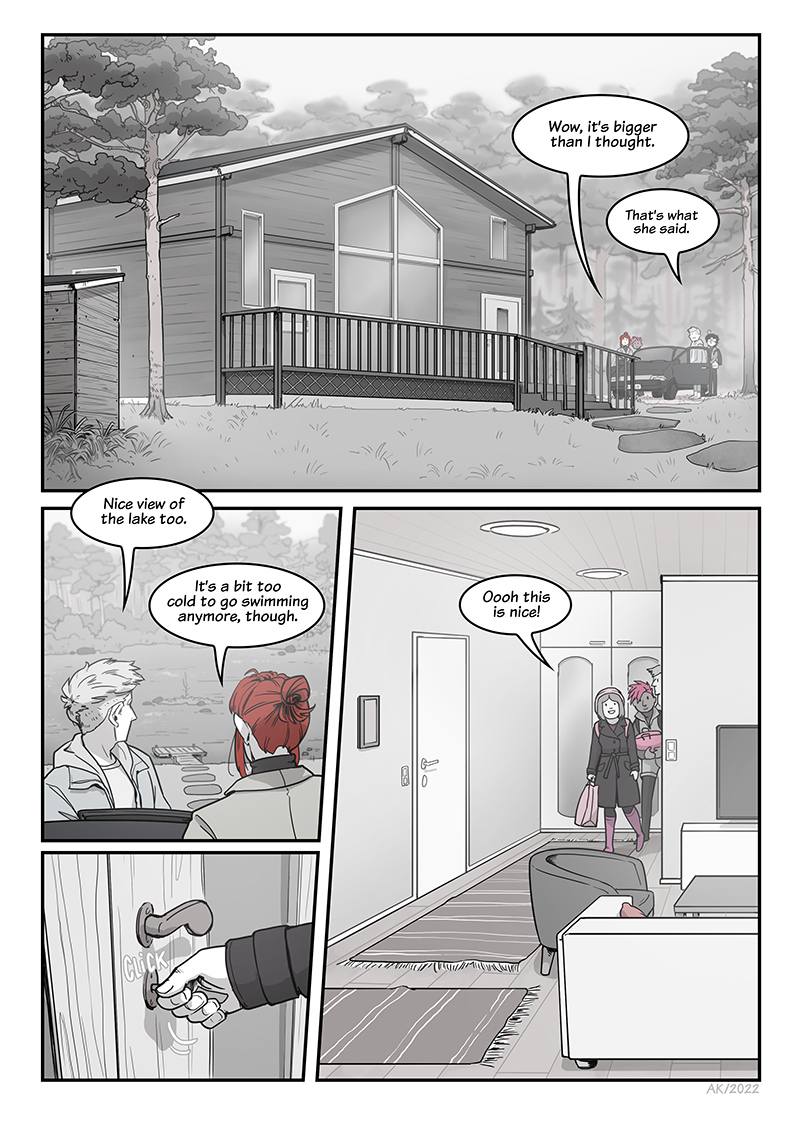 Wow, it's bigger
than I thought.
That's what
she said.
Nice view of
the lake too.
It's a bit too
cold to go swimming
anymore, though.
CLICK
Oooh this
is nice!
AK/2022